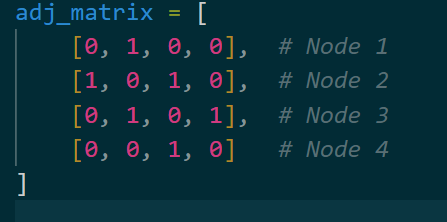 adj_matrix = [
    [0, 1, 0, 0],  # Node 1
    [1, 0, 1, 0],  # Node 2
    [0, 1, 0, 1],  # Node 3
    [0, 0, 1, 0]   # Node 4
]